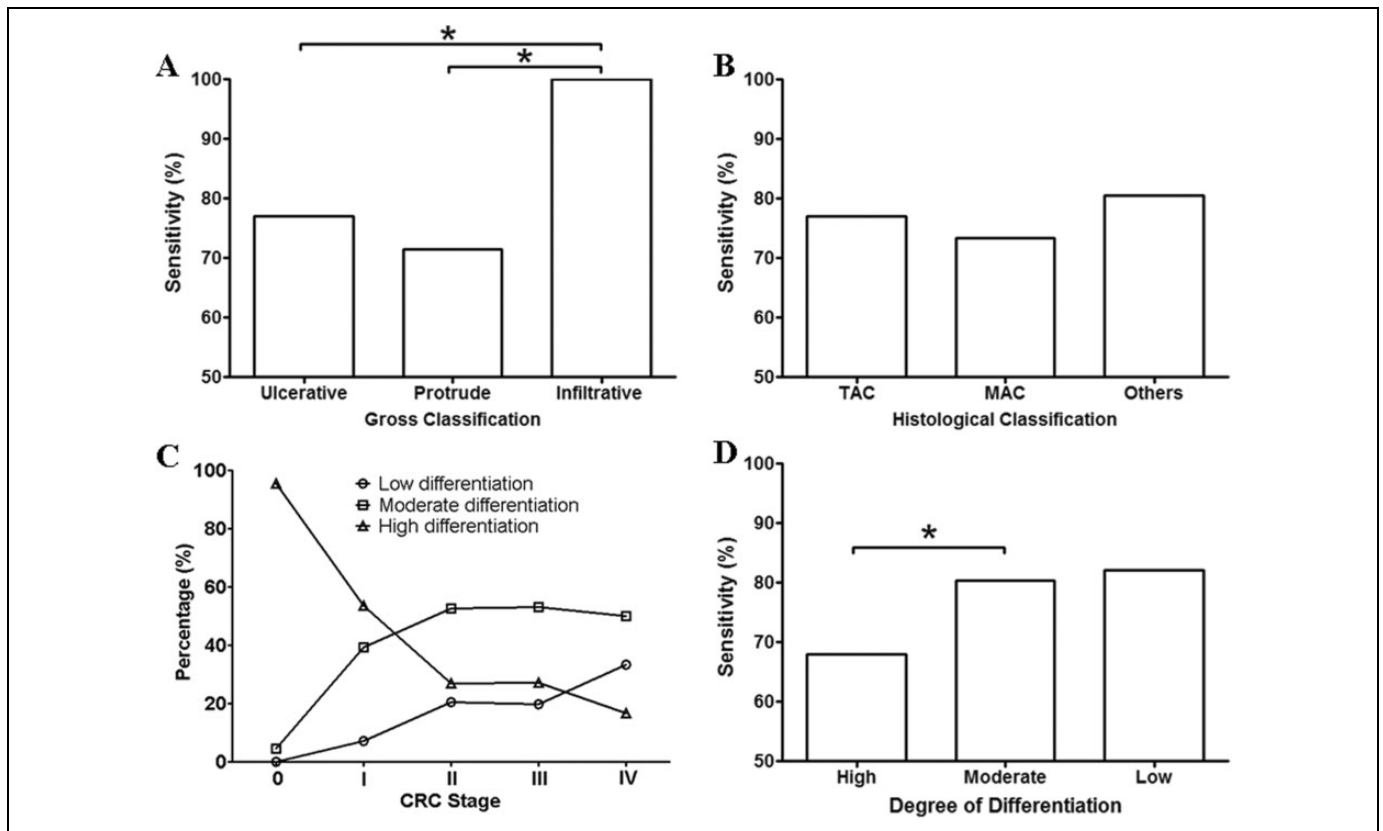 A
*
*
Sensitivity (%)
100
90
80
70
60
50
Ulcerative Protrude Infiltrative
Gross Classification
B
Sensitivity (%)
100
90
80
70
60
50
TAC MAC Others
Histological Classification
C
Percentage (%)
100
80
60
40
20
0
Low differentiation
Moderate differentiation
High differentiation
0 I II III IV
CRC Stage
D
*
Sensitivity (%)
100
90
80
70
60
50
High Moderate Low
Degree of Differentiation